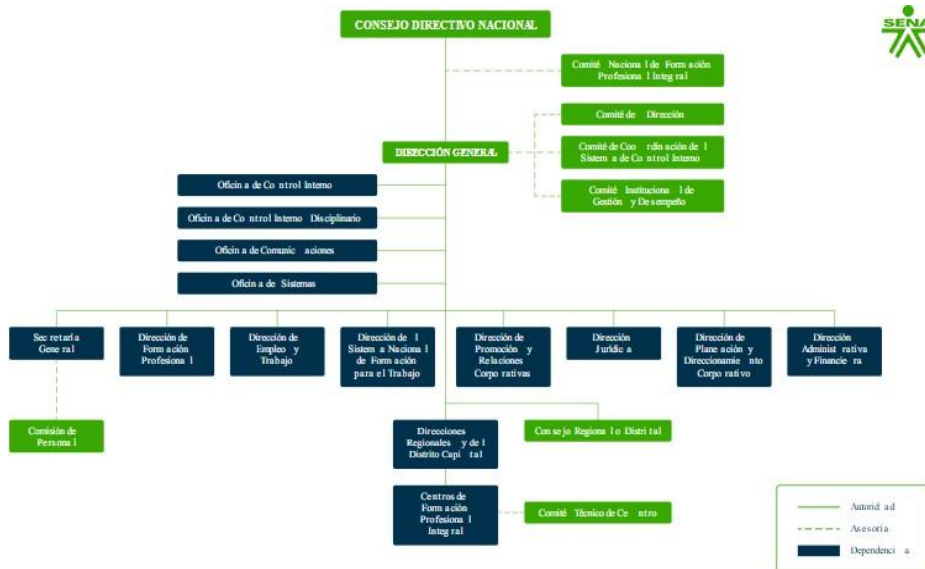 CONSEJO DIRECTIVO NACIONAL
SENA
Comité Nacional de Formación
Profesional Integral
Comité de Dirección
DIRECCIÓN GENERAL
Comité de Coordinación del
Sistema de Control Interno
Comité Institucional de
Gestión y Desempeño
Oficina de Control Interno
Oficina de Control Interno Disciplinario
Oficina de Comunicaciones
Oficina de Sistemas
Secretaría
General
Dirección de
Formación
Profesional
Dirección de
Empleo y
Trabajo
Dirección del
Sistema Nacional
de Formación
para el Trabajo
Dirección de
Promoción y
Relaciones
Corporativas
Dirección
Jurídica
Dirección de
Planeación y
Direccionamiento
Corporativo
Dirección
Administrativa
y Financiera
Comisión de
Personal
Direcciones
Regionales y del
Distrito Capital
Consejo Regional o Distrital
Centros de
Formación
Profesional
Integral
Comité Técnico de Centro
Autoridad
Asesoría
Dependencia